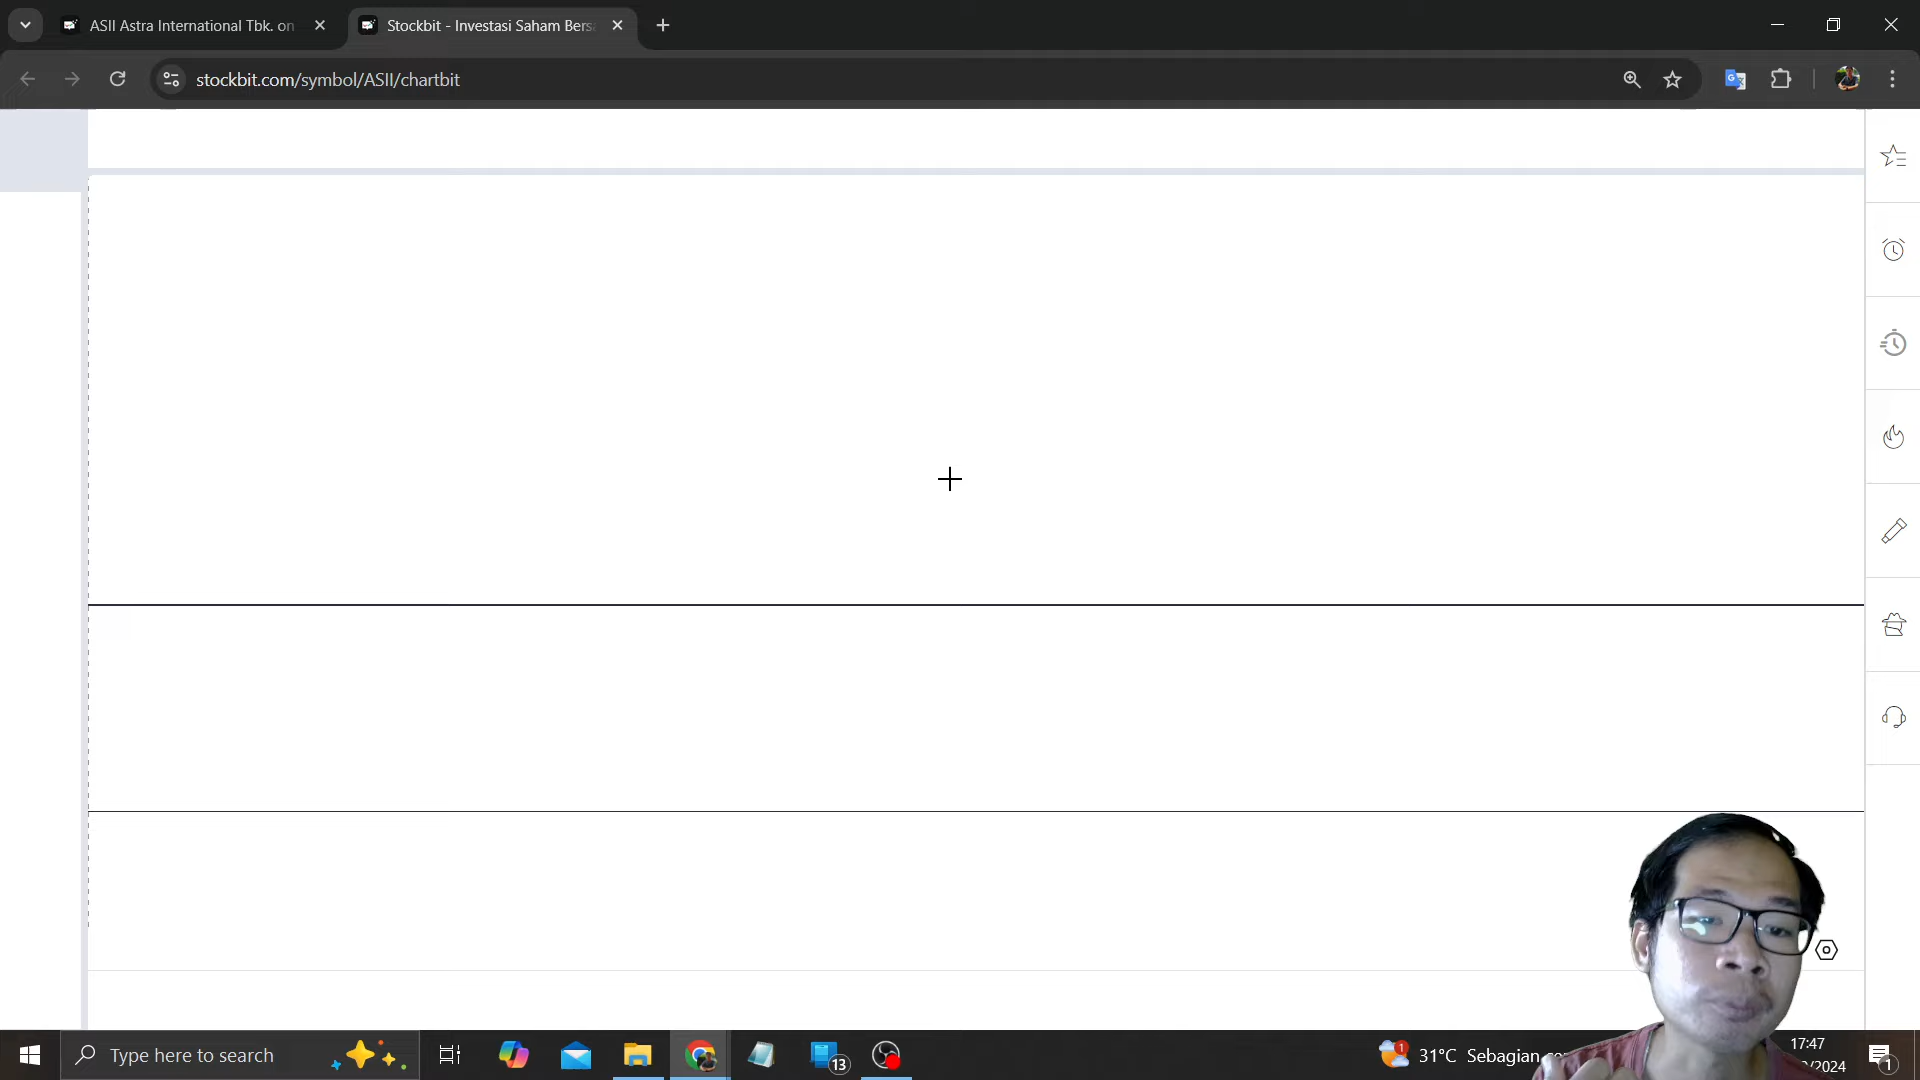 ASII Astra International Tbk. on
Stockbit - Investasi Saham Bers
stockbit.com/symbol/ASII/chartbit
Type here to search
13
1
31°C Sebagian
17:47
/2024
1